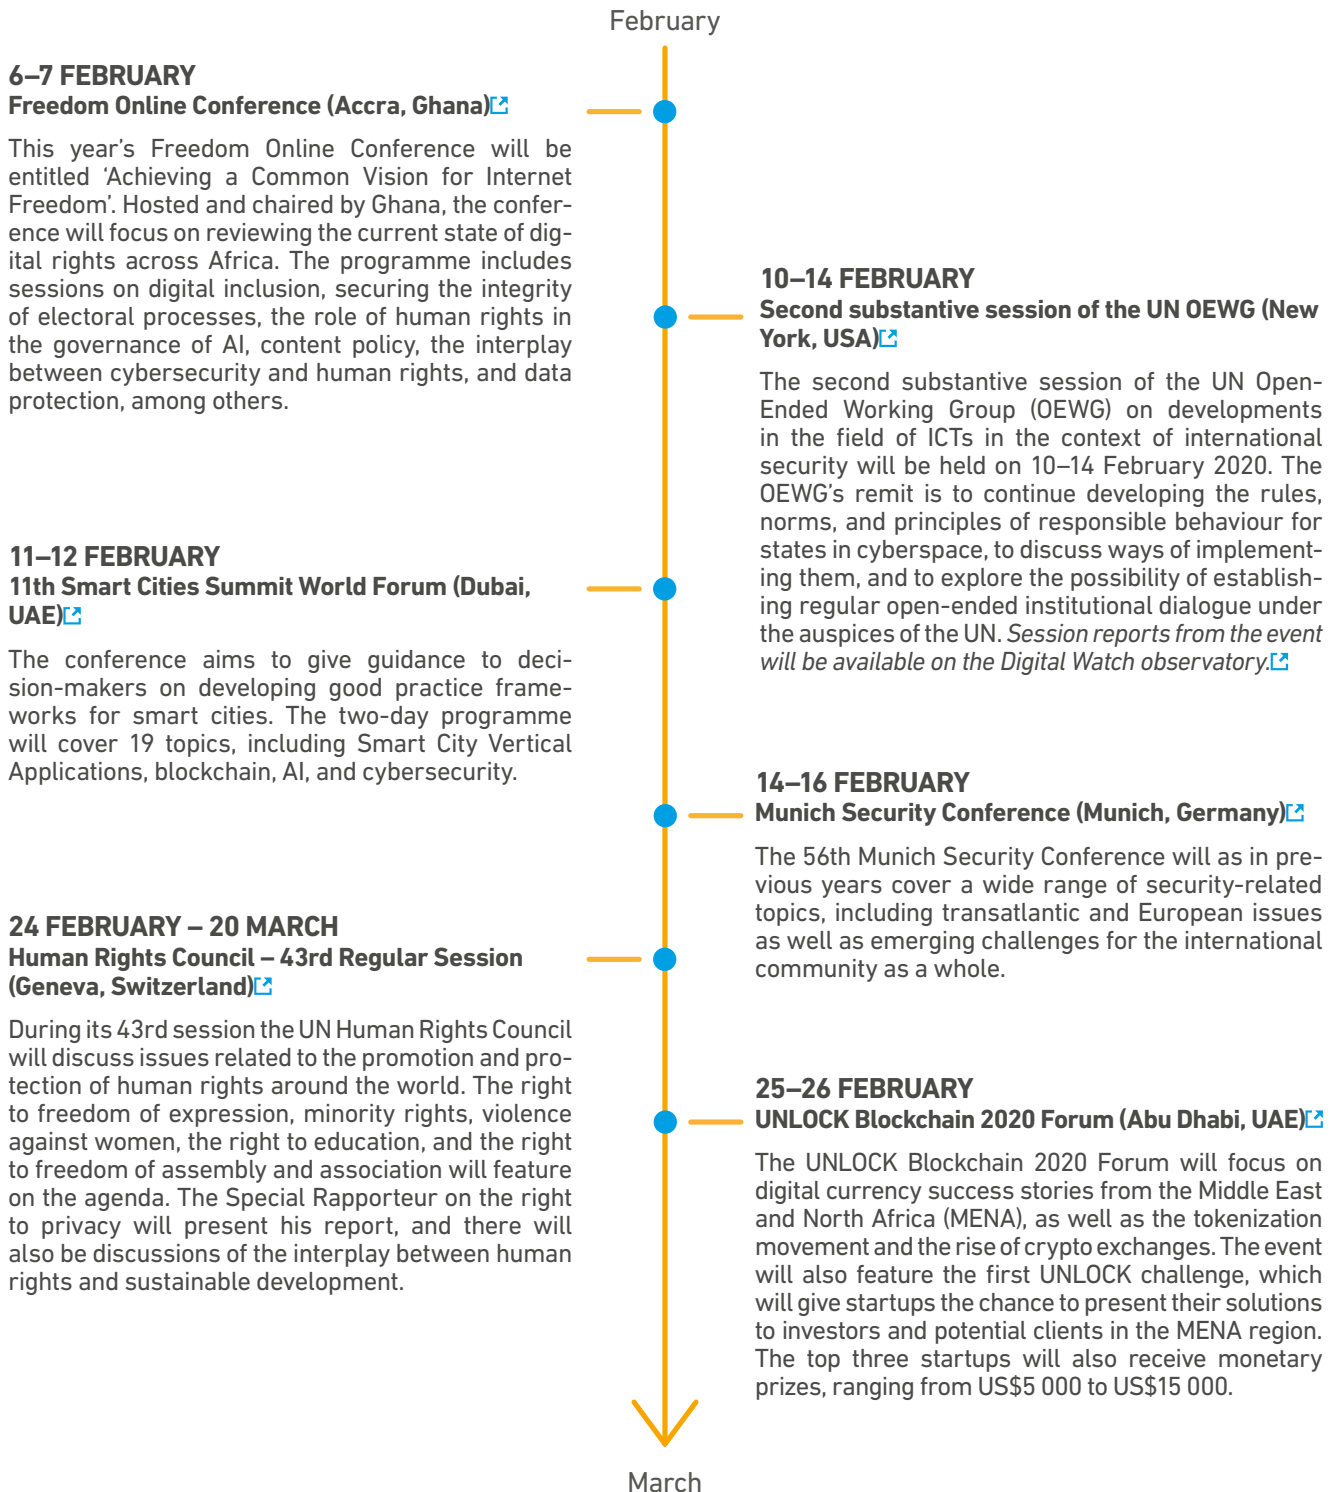 February
6–7 FEBRUARY
Freedom Online Conference (Accra, Ghana)
This year's Freedom Online Conference will be
entitled 'Achieving a Common Vision for Internet
Freedom'. Hosted and chaired by Ghana, the confer-
ence will focus on reviewing the current state of dig-
ital rights across Africa. The programme includes
sessions on digital inclusion, securing the integrity
of electoral processes, the role of human rights in
the governance of AI, content policy, the interplay
between cybersecurity and human rights, and data
protection, among others.
10–14 FEBRUARY
Second substantive session of the UN OEWG (New
York, USA)
The second substantive session of the UN Open-
Ended Working Group (OEWG) on developments
in the field of ICTs in the context of international
security will be held on 10–14 February 2020. The
OEWG's remit is to continue developing the rules,
norms, and principles of responsible behaviour for
states in cyberspace, to discuss ways of implement-
ing them, and to explore the possibility of establish-
ing regular open-ended institutional dialogue under
the auspices of the UN. Session reports from the event
will be available on the Digital Watch observatory.
11–12 FEBRUARY
11th Smart Cities Summit World Forum (Dubai,
UAE)
The conference aims to give guidance to deci-
sion-makers on developing good practice frame-
works for smart cities. The two-day programme
will cover 19 topics, including Smart City Vertical
Applications, blockchain, AI, and cybersecurity.
14–16 FEBRUARY
Munich Security Conference (Munich, Germany)
The 56th Munich Security Conference will as in pre-
vious years cover a wide range of security-related
topics, including transatlantic and European issues
as well as emerging challenges for the international
community as a whole.
24 FEBRUARY – 20 MARCH
Human Rights Council – 43rd Regular Session
(Geneva, Switzerland)
During its 43rd session the UN Human Rights Council
will discuss issues related to the promotion and pro-
tection of human rights around the world. The right
to freedom of expression, minority rights, violence
against women, the right to education, and the right
to freedom of assembly and association will feature
on the agenda. The Special Rapporteur on the right
to privacy will present his report, and there will
also be discussions of the interplay between human
rights and sustainable development.
25–26 FEBRUARY
UNLOCK Blockchain 2020 Forum (Abu Dhabi, UAE)
The UNLOCK Blockchain 2020 Forum will focus on
digital currency success stories from the Middle East
and North Africa (MENA), as well as the tokenization
movement and the rise of crypto exchanges. The event
will also feature the first UNLOCK challenge, which
will give startups the chance to present their solutions
to investors and potential clients in the MENA region.
The top three startups will also receive monetary
prizes, ranging from US$5 000 to US$15 000.
March